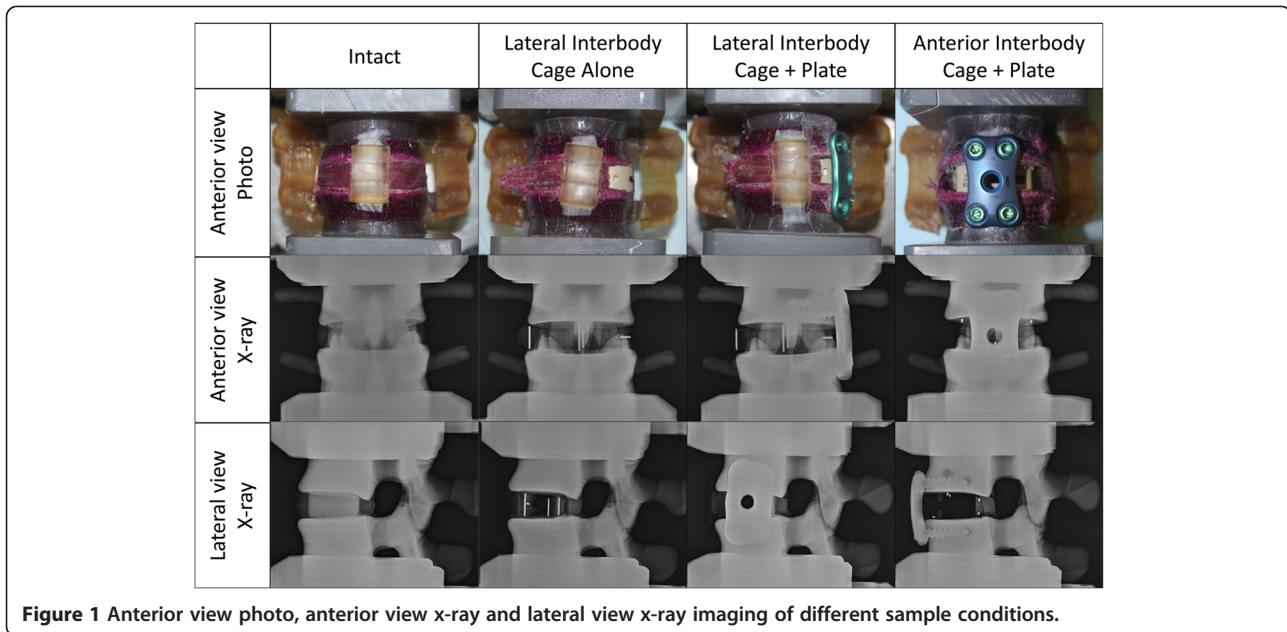 Intact
Lateral Interbody
Cage Alone
Lateral Interbody
Cage + Plate
Anterior Interbody
Cage + Plate
Anterior view
Photo
Anterior view
X-ray
Lateral view
X-ray
Figure 1 Anterior view photo, anterior view x-ray and lateral view x-ray imaging of different sample conditions.